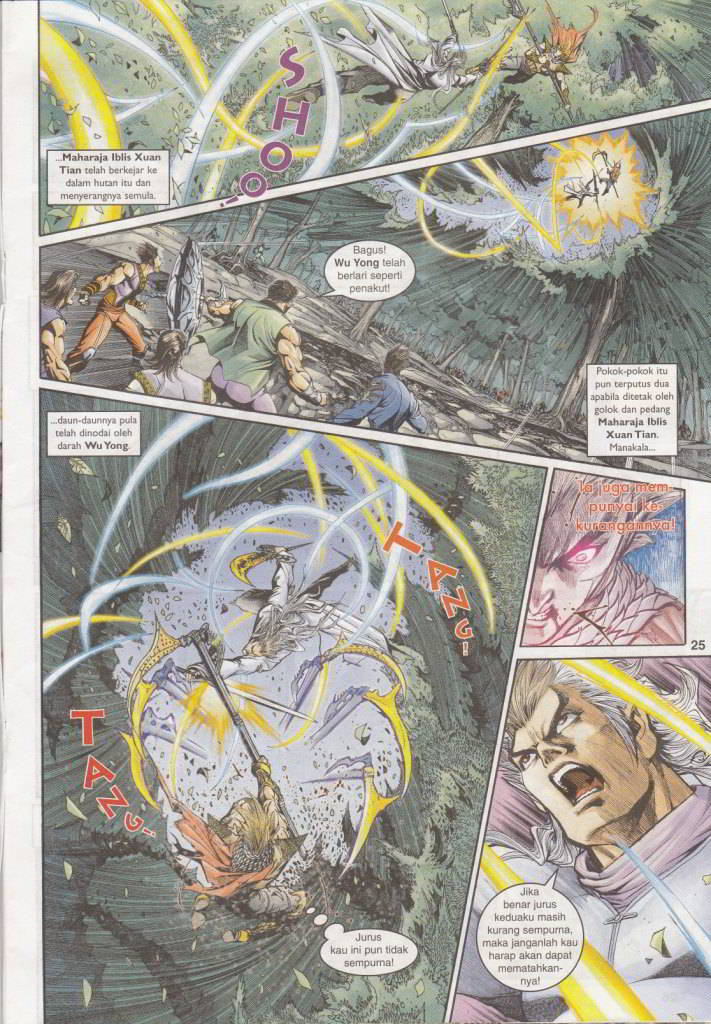 SHOO...!
...Maharaja Iblis Xuan
Tian telah berkejar ke
dalam hutan itu dan
menyerangnya semula.
Bagus!
Wu Yong telah
berlari seperti
penakut!
Pokok-pokok itu
pun terputus dua
apabila ditetak oleh
golok dan pedang
Maharaja Iblis
Xuan Tian.
Manakala...
...daun-daunnya pula
telah dinodai oleh
darah Wu Yong.
TAZG!
TAZG!
Jurus
kau ini pun tidak
sempurna!
Ia juga mem-
punyai ke-
kurangannya!
25
Jika
benar jurus
keduaku masih
kurang sempurna,
maka janganlah kau
harap akan dapat
mematahkan-
nya!